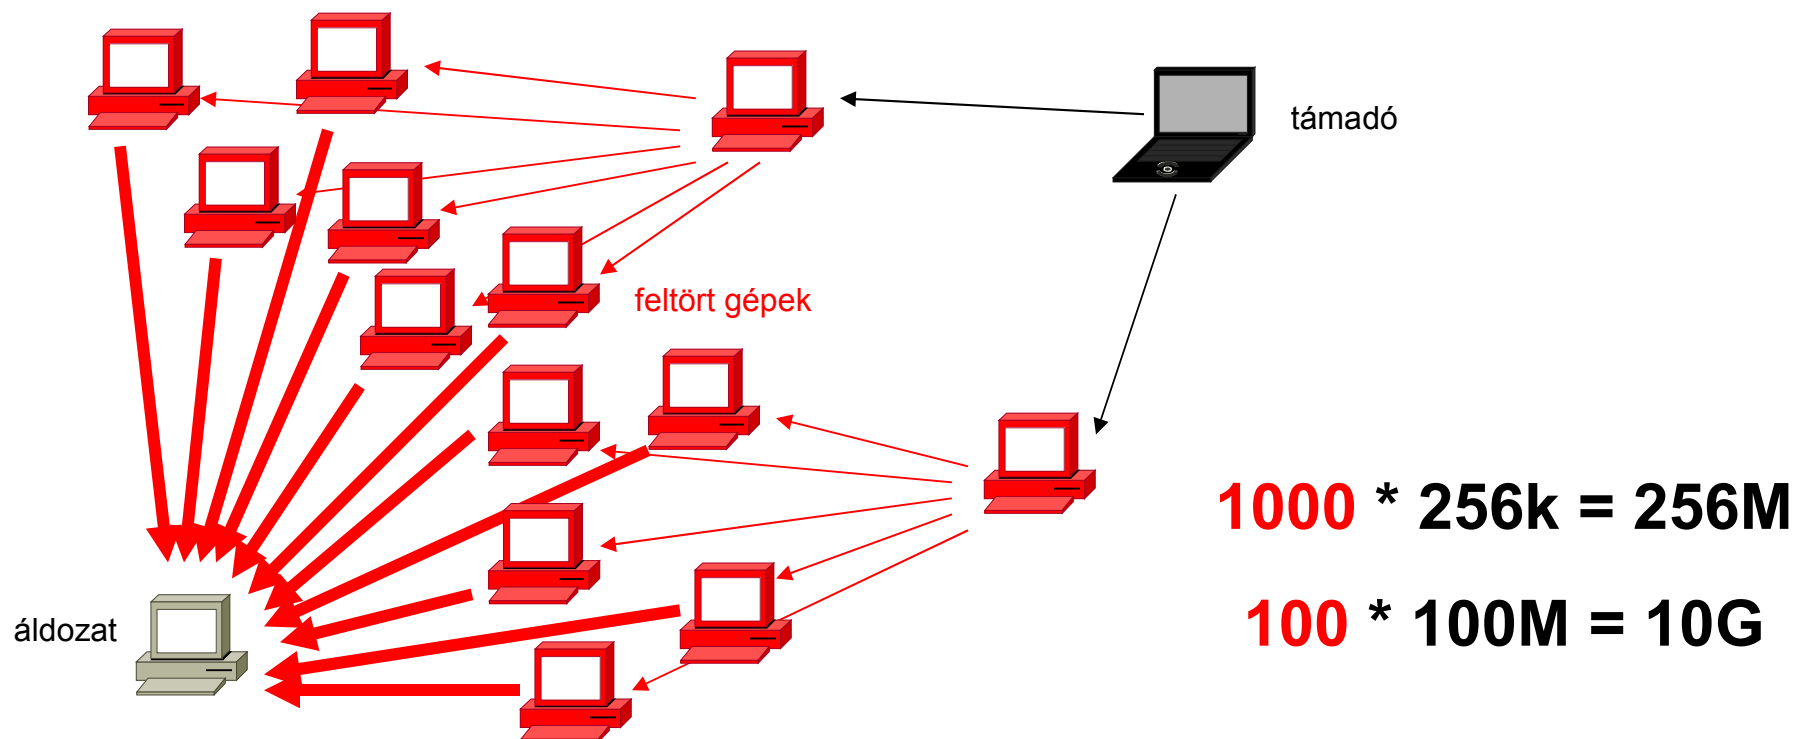 támadó
feltört gépek
1000 * 256k = 256M
100 * 100M = 10G
áldozat